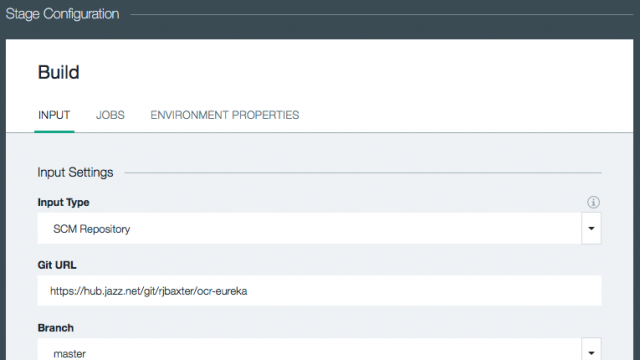 Stage Configuration
Build
INPUT JOBS ENVIRONMENT PROPERTIES
Input Settings
Input Type
SCM Repository
Git URL
https://hub.jazz.net/git/rjbaxter/ocr-eureka
Branch
master